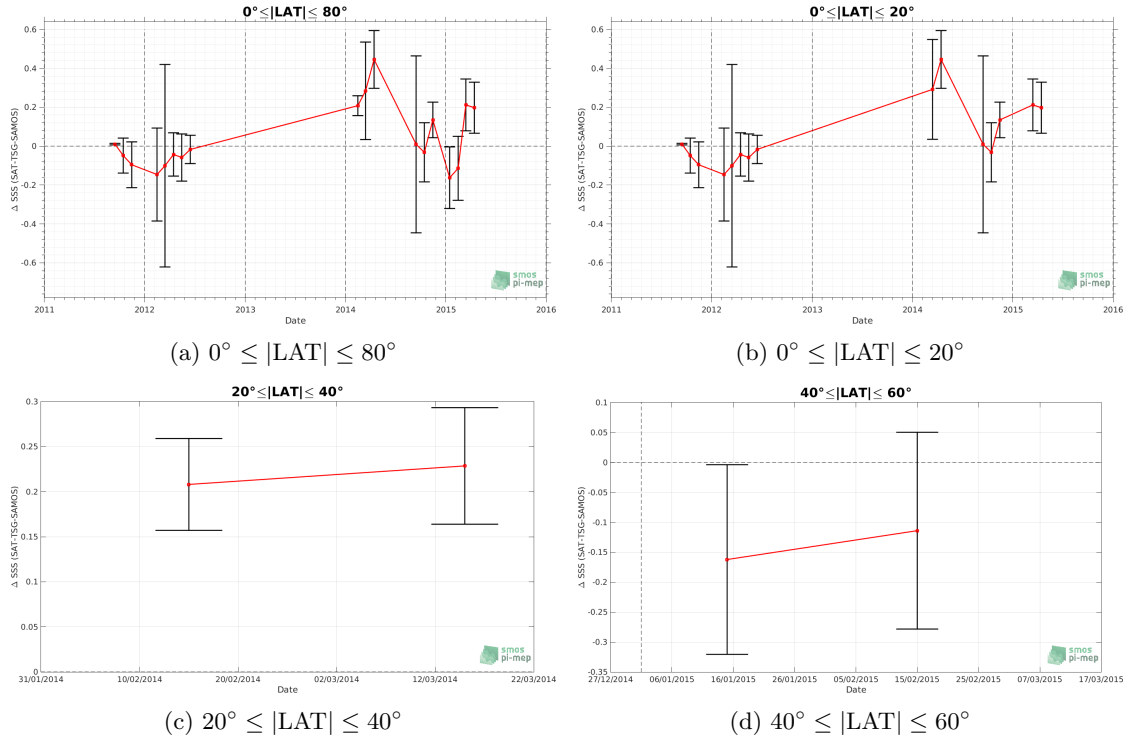 0°≤|LAT|≤ 80°
Δ SSS (SAT-TSG-SAMOS)
0.6
0.4
0.2
0
-0.2
-0.4
-0.6
smos
pi-mep
2011 2012 2013 2014 2015 2016
Date
(a) 0° ≤ |LAT| ≤ 80°
0°≤|LAT|≤ 20°
Δ SSS (SAT-TSG-SAMOS)
0.6
0.4
0.2
0
-0.2
-0.4
-0.6
smos
pi-mep
2011 2012 2013 2014 2015 2016
Date
(b) 0° ≤ |LAT| ≤ 20°
20°≤|LAT|≤ 40°
Δ SSS (SAT-TSG-SAMOS)
0.3
0.25
0.2
0.15
0.1
0.05
0
smos
pi-mep
31/01/2014 10/02/2014 20/02/2014 02/03/2014 12/03/2014 22/03/2014
Date
(c) 20° ≤ |LAT| ≤ 40°
40°≤|LAT|≤ 60°
Δ SSS (SAT-TSG-SAMOS)
0.1
0.05
0
-0.05
-0.1
-0.15
-0.2
-0.25
-0.3
-0.35
smos
pi-mep
27/12/2014 06/01/2015 16/01/2015 26/01/2015 05/02/2015 15/02/2015 25/02/2015 07/03/2015 17/03/2015
Date
(d) 40° ≤ |LAT| ≤ 60°